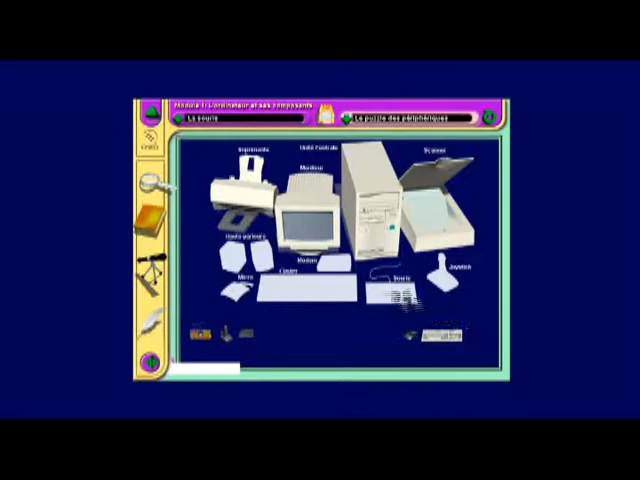 Module 1: L'ordinateur et ses composants
La souris
Le puzzle des périphériques
Imprimante
Unité centrale
Scanner
Moniteur
Haute-parleurs
Modem
Clavier
Micro
Souris
Joystick